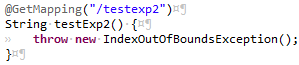 @GetMapping("/testexp2")¤¶
String·testExp2()·{¤¶
»   throw·new·IndexOutOfBoundsException();¤¶
}¤¶